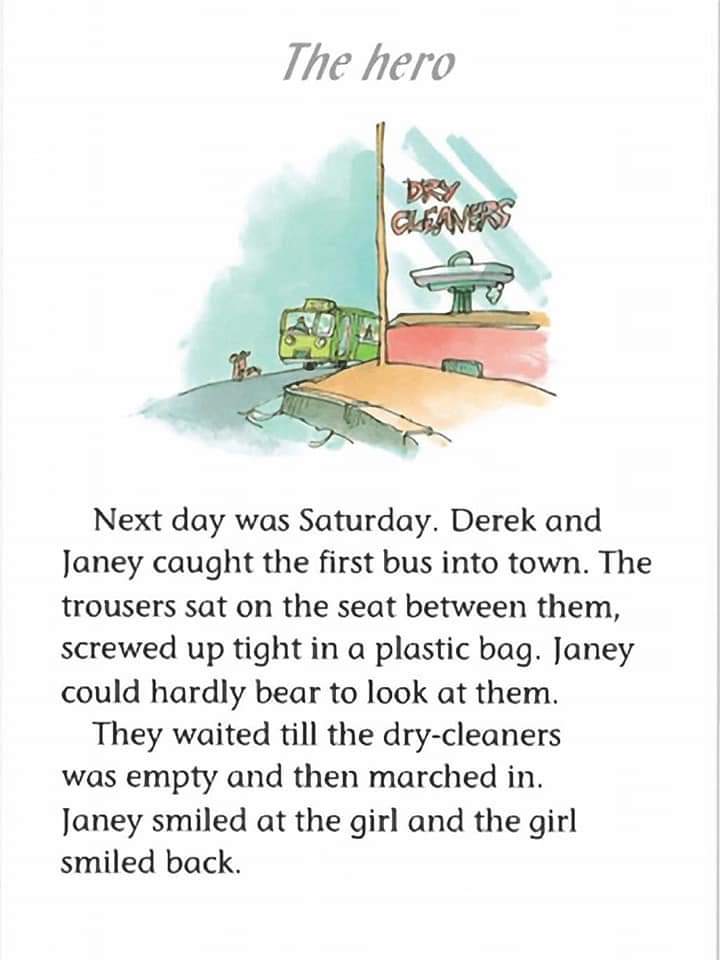 The hero
DRY
CLEANERS
Next day was Saturday. Derek and
Janey caught the first bus into town. The
trousers sat on the seat between them,
screwed up tight in a plastic bag. Janey
could hardly bear to look at them.
They waited till the dry-cleaners
was empty and then marched in.
Janey smiled at the girl and the girl
smiled back.